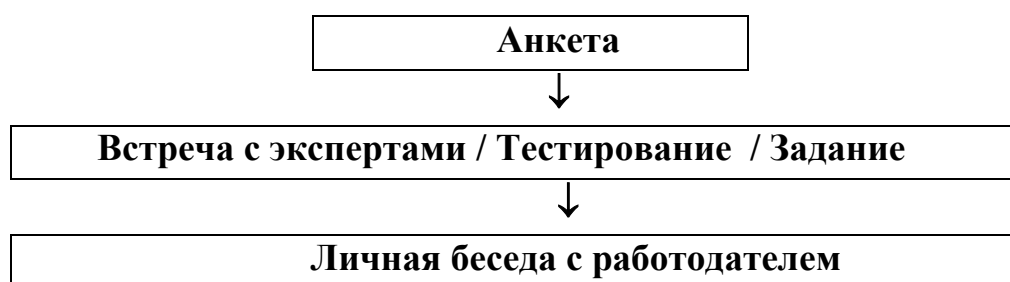 Анкета
Встреча с экспертами / Тестирование / Задание
Личная беседа с работодателем